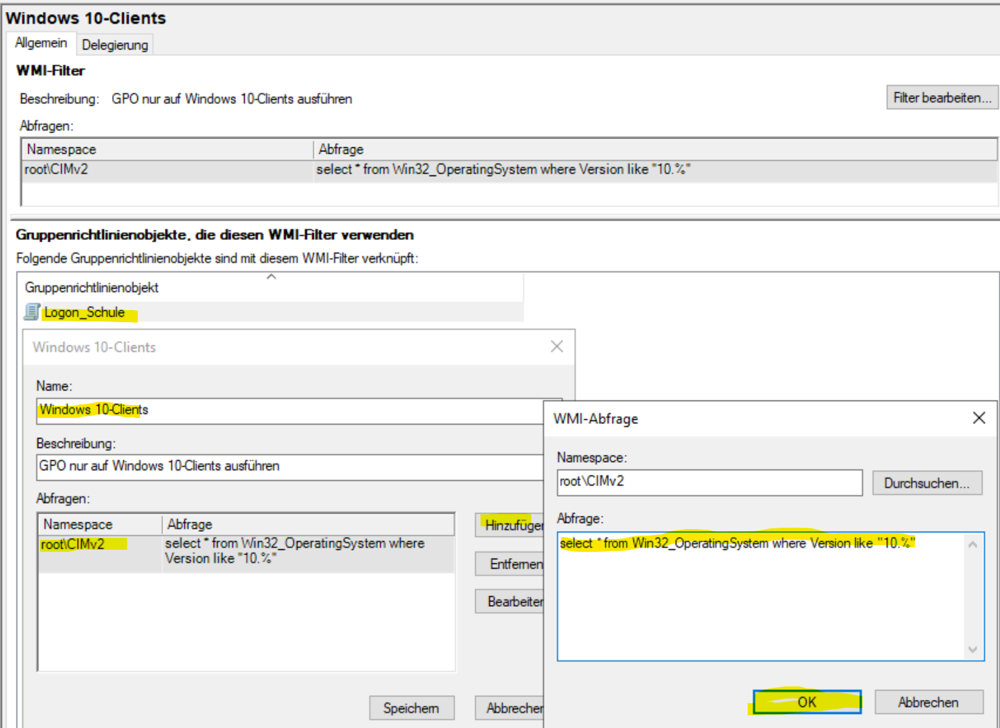 Windows 10-Clients
Allgemein Delegierung
WMI-Filter
Beschreibung: GPO nur auf Windows 10-Clients ausführen Filter bearbeiten...
Abfragen:
Namespace Abfrage
root\CIMv2 select * from Win32_OperatingSystem where Version like "10.%"
Gruppenrichtlinienobjekte, die diesen WMI-Filter verwenden
Folgende Gruppenrichtlinienobjekte sind mit diesem WMI-Filter verknüpft:
Gruppenrichtlinienobjekt
Logon_Schule
Windows 10-Clients
Name:
Windows 10-Clients
Beschreibung:
GPO nur auf Windows 10-Clients ausführen
Abfragen:
Namespace Abfrage
root\CIMv2 select * from Win32_OperatingSystem where
Version like "10.%"
Hinzufüger
Entfernen
Bearbeiter
Speichern Abbrecher
WMI-Abfrage
Namespace:
root\CIMv2 Durchsuchen...
Abfrage:
select * from Win32_OperatingSystem where Version like "10.%"
OK Abbrechen